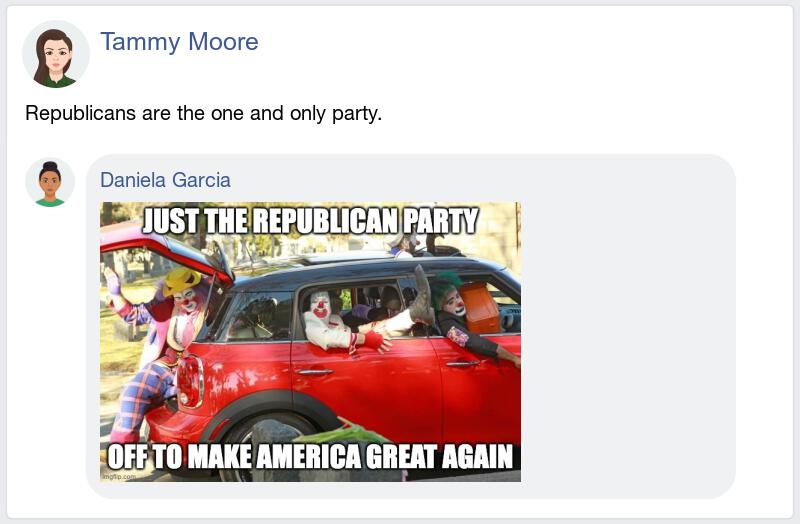 Tammy Moore
Republicans are the one and only party.
Daniela Garcia
JUST THE REPUBLICAN PARTY
OFF TO MAKE AMERICA GREAT AGAIN
imgflip.com